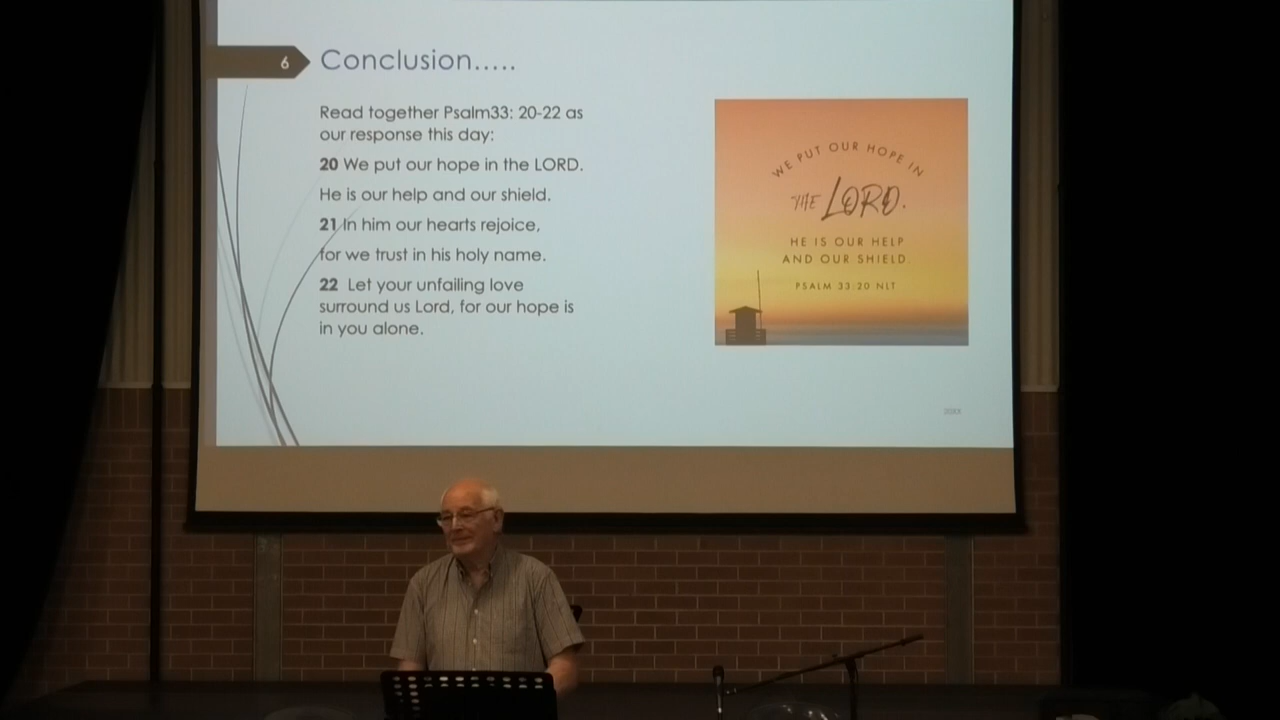 6
Conclusion.....
Read together Psalm33: 20-22 as
our response this day:
20 We put our hope in the LORD.
He is our help and our shield.
21 In him our hearts rejoice,
for we trust in his holy name.
22 Let your unfailing love
surround us Lord, for our hope is
in you alone.
WE PUT OUR HOPE IN
THE LORD.
HE IS OUR HELP
AND OUR SHIELD.
PSALM 33:20 NLT